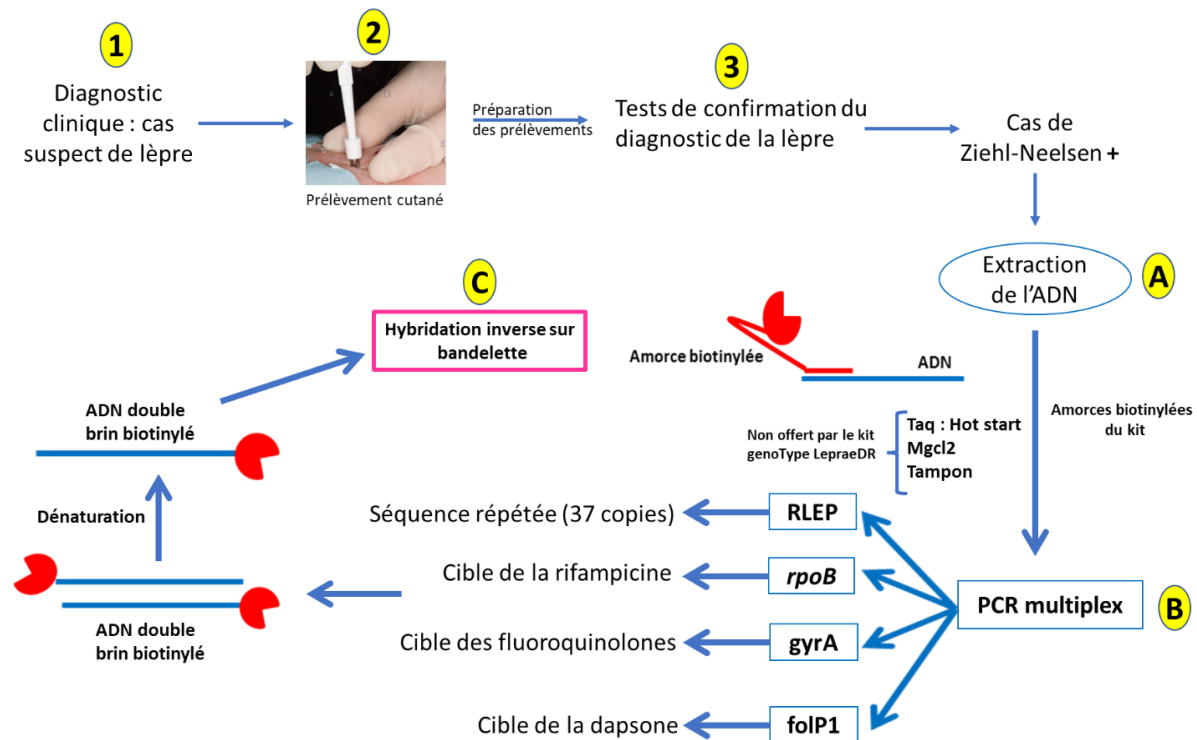 1
Diagnostic
clinique : cas
suspect de lèpre
2
Prélèvement cutané
Préparation
des prélèvements
3
Tests de confirmation du
diagnostic de la lèpre
Cas de
Ziehl-Neelsen +
A
Extraction
de l'ADN
Amorce biotinylée
ADN
Amorces biotinylées
du kit
Non offert par le kit
genoType LepraeDR
Taq : Hot start
Mgcl2
Tampon
B
PCR multiplex
RLEP
Séquence répétée (37 copies)
rpoB
Cible de la rifampicine
gyrA
Cible des fluoroquinolones
folP1
Cible de la dapsone
ADN double
brin biotinylé
Dénaturation
ADN double
brin biotinylé
C
Hybridation inverse sur
bandelette